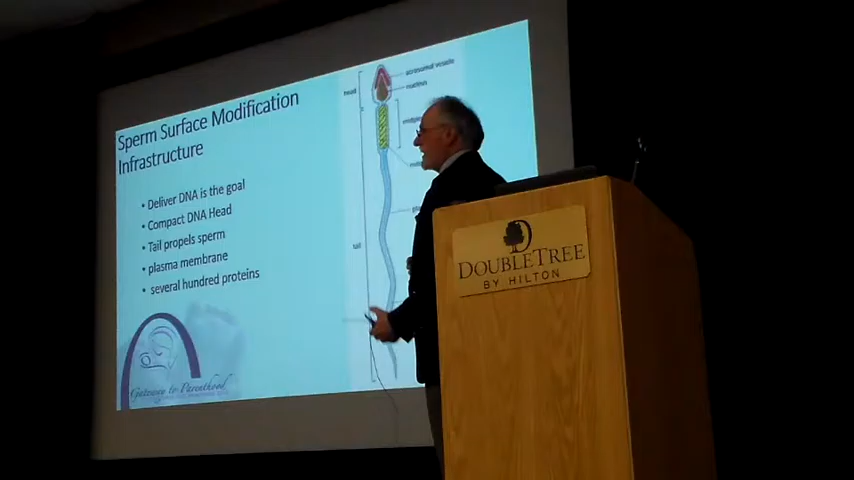 Sperm Surface Modification
Infrastructure
• Deliver DNA is the goal
• Compact DNA Head
• Tail propels sperm
• plasma membrane
• several hundred proteins
Gateway to Parenthood
head
acrosomal vesicle
nucleus
tail
DOUBLETREE
BY HILTON